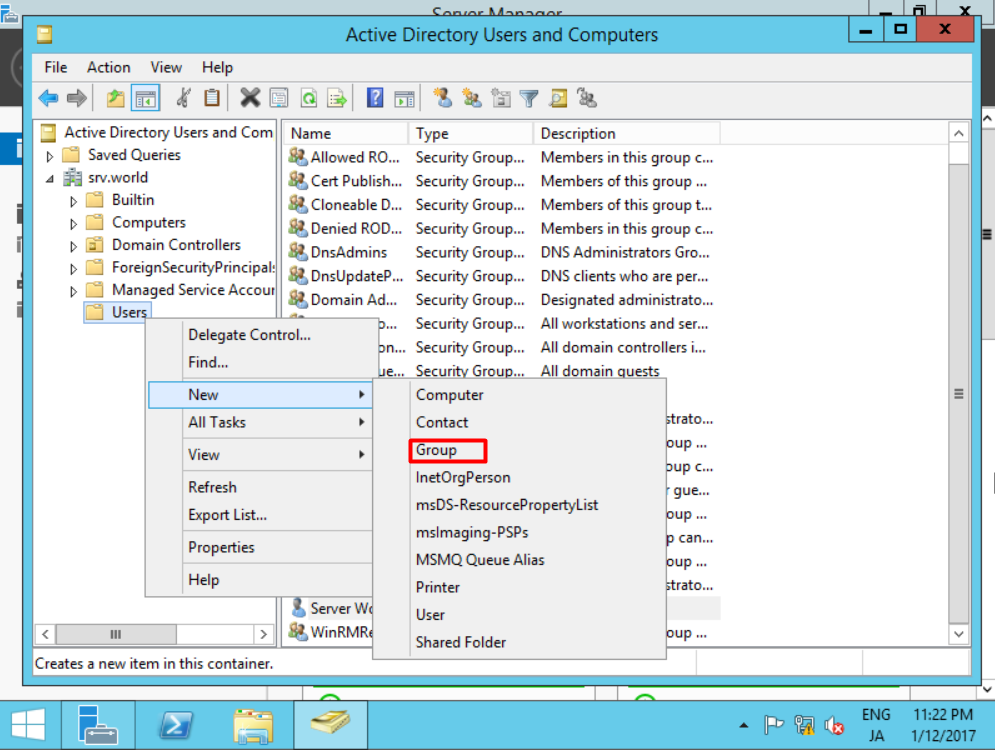 Server Manager
Active Directory Users and Computers
File Action View Help
Active Directory Users and Com
Saved Queries
srv.world
Builtin
Computers
Domain Controllers
ForeignSecurityPrincipals
Managed Service Accour
Users
Name Type Description
Allowed RO... Security Group... Members in this group c...
Cert Publish... Security Group... Members of this group ...
Cloneable D... Security Group... Members of this group t...
Denied ROD... Security Group... Members in this group c...
DnsAdmins Security Group... DNS Administrators Gro...
DnsUpdateP... Security Group... DNS clients who are per...
Domain Ad... Security Group... Designated administrato...
o... Security Group... All workstations and ser...
on... Security Group... All domain controllers i...
ue... Security Group... All domain guests
strato...
oup ...
oup c...
r gue...
oup ...
p can...
oup ...
strato...
Server Wo
WinRMRe oup ...
Delegate Control...
Find...
New
All Tasks
View
Refresh
Export List...
Properties
Help
Computer
Contact
Group
InetOrgPerson
msDS-ResourcePropertyList
msImaging-PSPs
MSMQ Queue Alias
Printer
User
Shared Folder
Creates a new item in this container.
ENG 11:22 PM
JA 1/12/2017